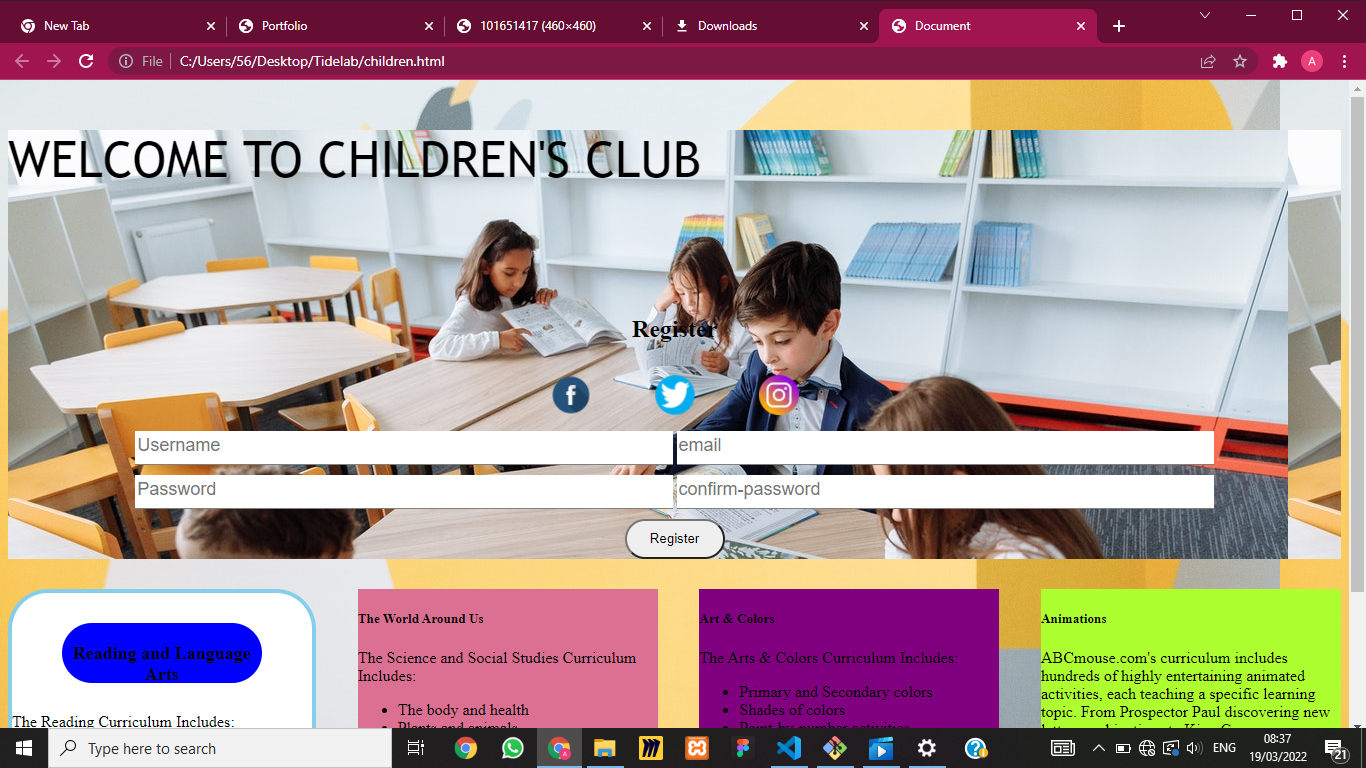 New Tab
Portfolio
101651417 (460×460)
Downloads
Document
File
C:/Users/56/Desktop/Tidelab/children.html
A
WELCOME TO CHILDREN'S CLUB
Register
Username
email
Password
confirm-password
Register
Reading and Language
Arts
The Reading Curriculum Includes:
The World Around Us
The Science and Social Studies Curriculum
Includes:
The body and health
Plants and animals
Art & Colors
The Arts & Colors Curriculum Includes:
Primary and Secondary colors
Shades of colors
Paint-by-number activities
Animations
ABCmouse.com's curriculum includes
hundreds of highly entertaining animated
activities, each teaching a specific learning
topic. From Prospector Paul discovering new
Type here to search
ENG
08:37
19/03/2022
21